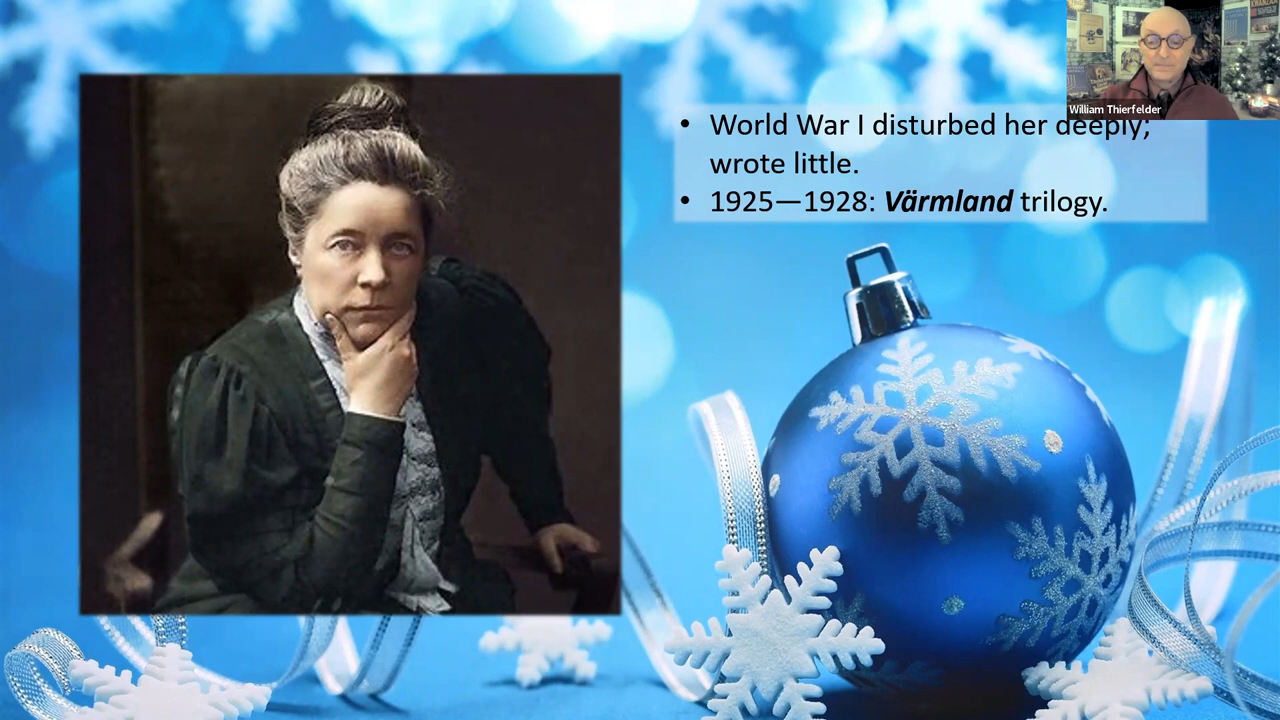 William Thierfelder
• World War I disturbed her deeply;
wrote little.
• 1925—1928: Värmland trilogy.